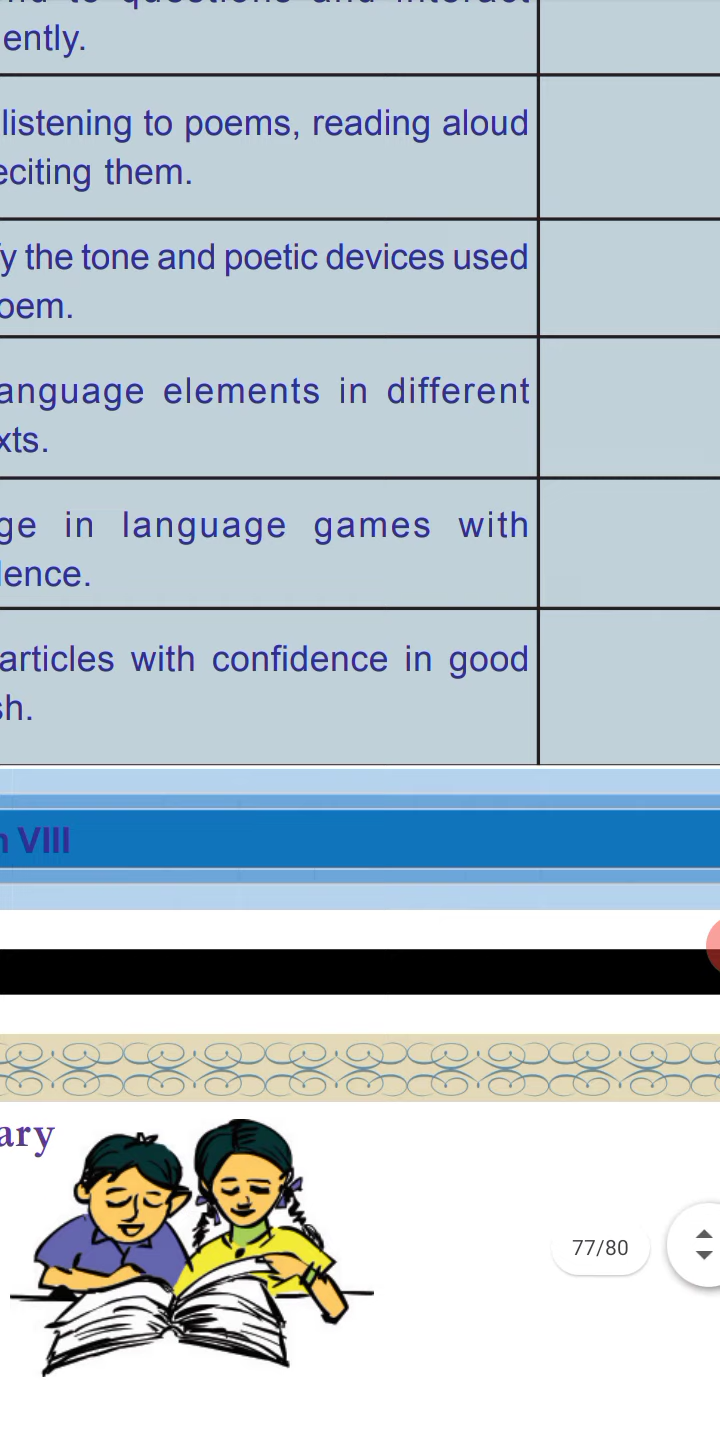 ently.
listening to poems, reading aloud
eciting them.
y the tone and poetic devices used
oem.
anguage elements in different
xts.
ge in language games with
lence.
articles with confidence in good
sh.
VIII
ary
77/80